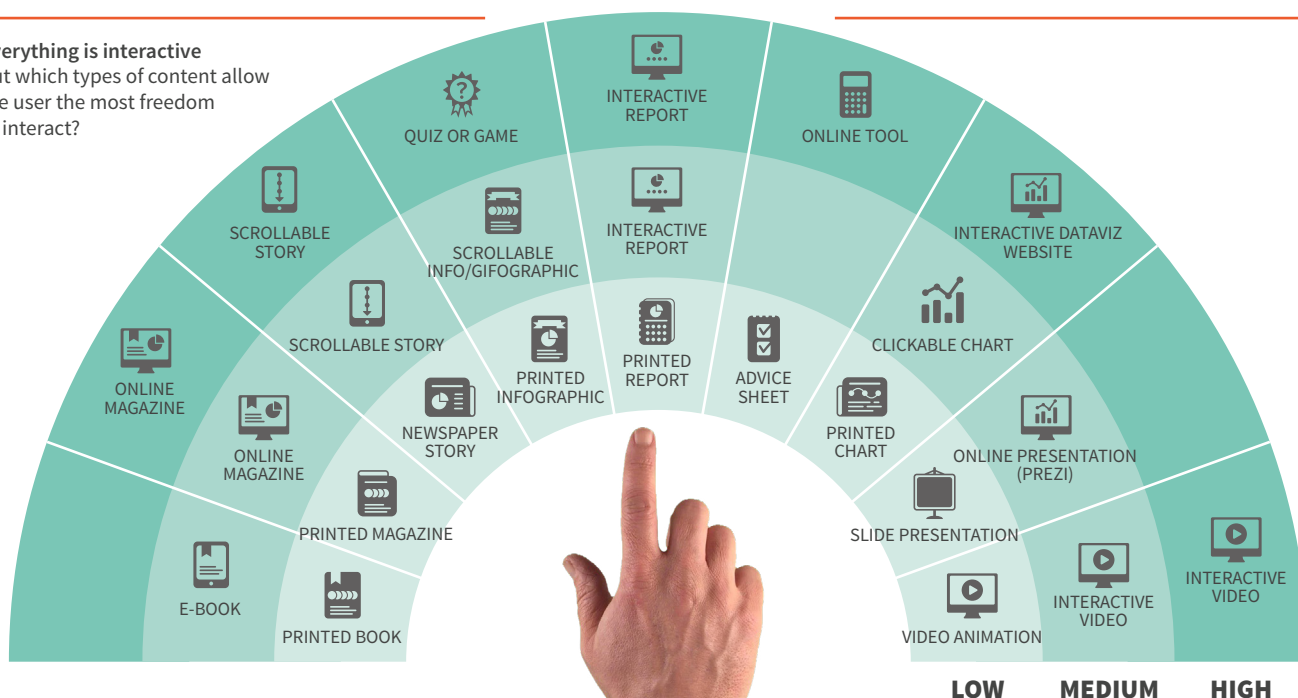 erything is interactive
which types of content allow
user the most freedom
interact?
QUIZ OR GAME
INTERACTIVE
REPORT
ONLINE TOOL
SCROLLABLE
STORY
SCROLLABLE
INFO/GIFOGRAPHIC
INTERACTIVE
REPORT
INTERACTIVE DATAVIZ
WEBSITE
ONLINE
MAGAZINE
SCROLLABLE STORY
PRINTED
INFOGRAPHIC
PRINTED
REPORT
ADVICE
SHEET
CLICKABLE CHART
ONLINE
MAGAZINE
NEWSPAPER
STORY
PRINTED
CHART
ONLINE PRESENTATION
(PREZI)
PRINTED MAGAZINE
SLIDE PRESENTATION
E-BOOK
PRINTED BOOK
VIDEO ANIMATION
INTERACTIVE
VIDEO
INTERACTIVE
VIDEO
LOW
MEDIUM
HIGH